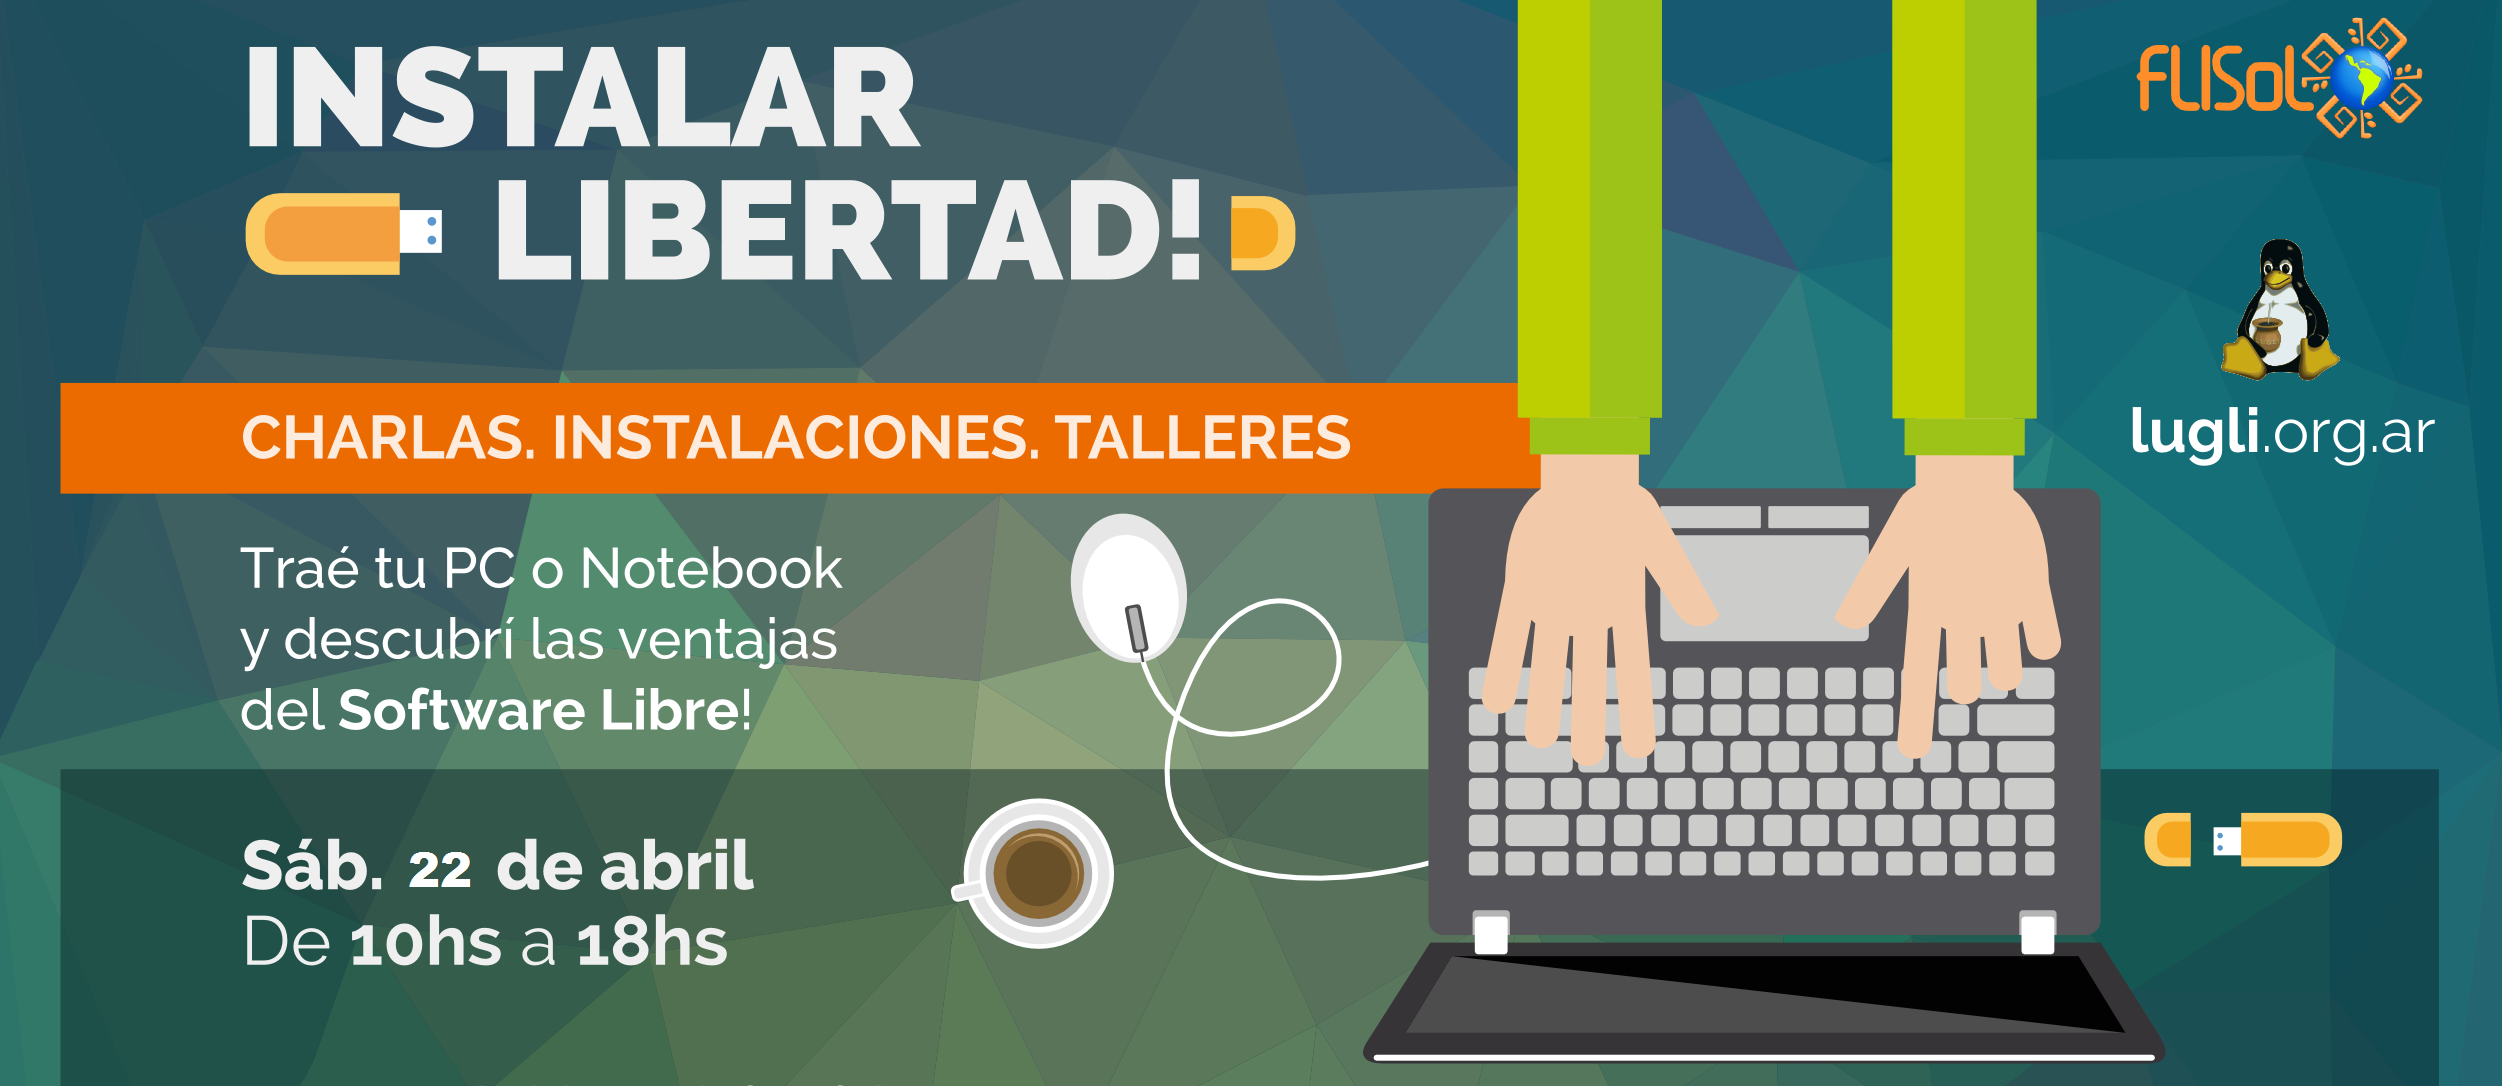 INSTALAR
LIBERTAD!
CHARLAS. INSTALACIONES. TALLERES
Traé tu PC o Notebook
y descubrí las ventajas
del Software Libre!
Sáb. 22 de abril
De 10hs a 18hs
fLISoL
lugli.org.ar